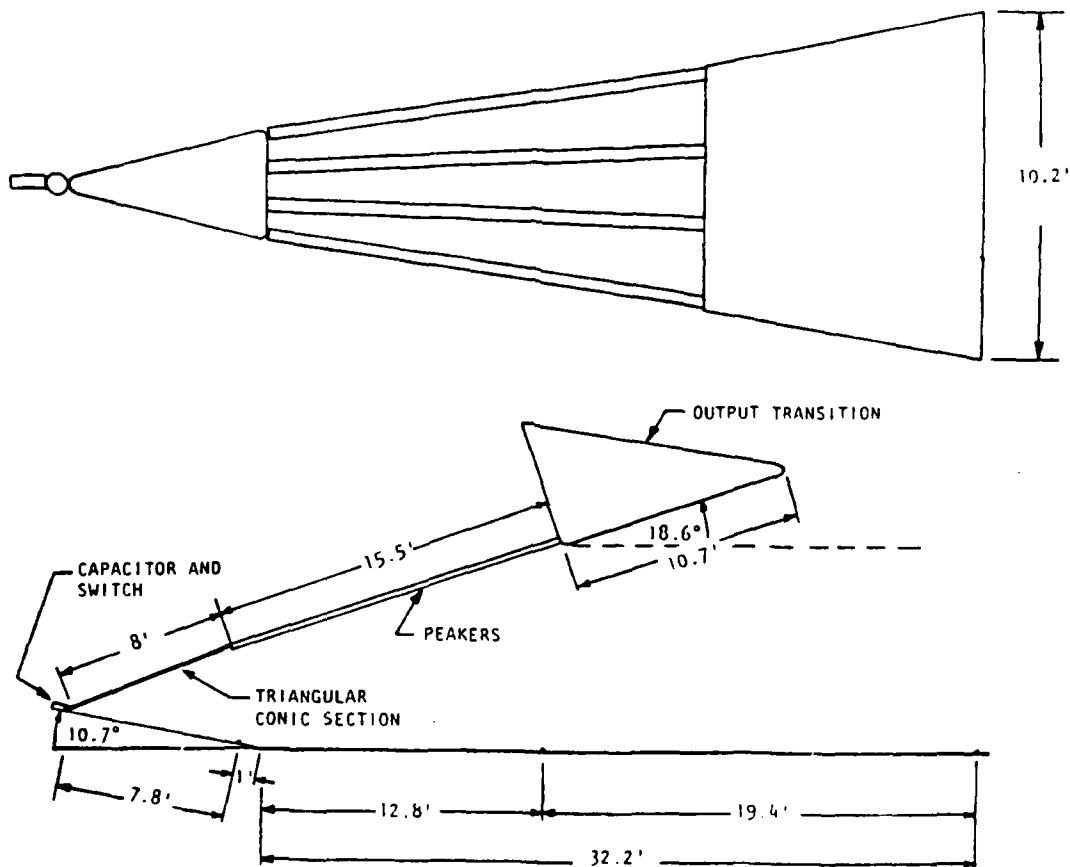 10.2'
OUTPUT TRANSITION
18.6°
10.7'
15.5'
CAPACITOR AND
SWITCH
PEAKERS
8'
TRIANGULAR
CONIC SECTION
10.7°
1'
7.8'
12.8'
19.4'
32.2'